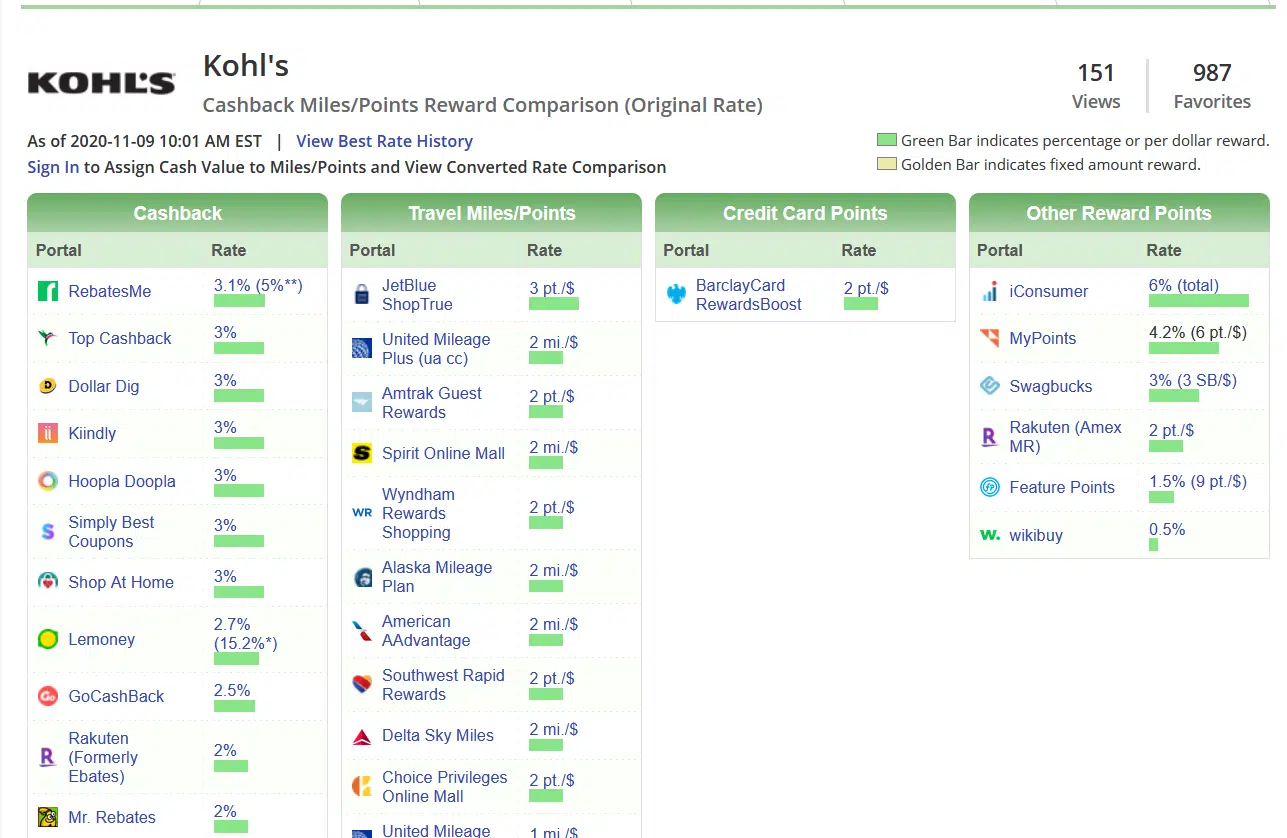 KOHL'S
Kohl's
Cashback Miles/Points Reward Comparison (Original Rate)
151
Views
987
Favorites
As of 2020-11-09 10:01 AM EST | View Best Rate History
Sign In to Assign Cash Value to Miles/Points and View Converted Rate Comparison
Green Bar indicates percentage or per dollar reward.
Golden Bar indicates fixed amount reward.
Cashback
Portal Rate
RebatesMe 3.1% (5%**)
Top Cashback 3%
Dollar Dig 3%
Kiindly 3%
Hoopla Doopla 3%
Simply Best
Coupons
3%
Shop At Home 3%
Lemoney
2.7%
(15.2%*)
GoCashBack 2.5%
Rakuten
(Formerly
Ebates)
2%
Mr. Rebates 2%
Travel Miles/Points
Portal Rate
JetBlue
ShopTrue
3 pt./$
United Mileage
Plus (ua cc)
2 mi./$
Amtrak Guest
Rewards
2 pt./$
Spirit Online Mall 2 mi./$
Wyndham
Rewards
Shopping
2 pt./$
Alaska Mileage
Plan
2 mi./$
American
AAdvantage
2 mi./$
Southwest Rapid
Rewards
2 pt./$
Delta Sky Miles 2 mi./$
Choice Privileges
Online Mall
2 pt./$
United Mileage
1 mi./$
Credit Card Points
Portal Rate
BarclayCard
RewardsBoost
2 pt./$
Other Reward Points
Portal Rate
iConsumer 6% (total)
MyPoints 4.2% (6 pt./$)
Swagbucks 3% (3 SB/$)
Rakuten (Amex
MR)
2 pt./$
Feature Points 1.5% (9 pt./$)
wikibuy 0.5%